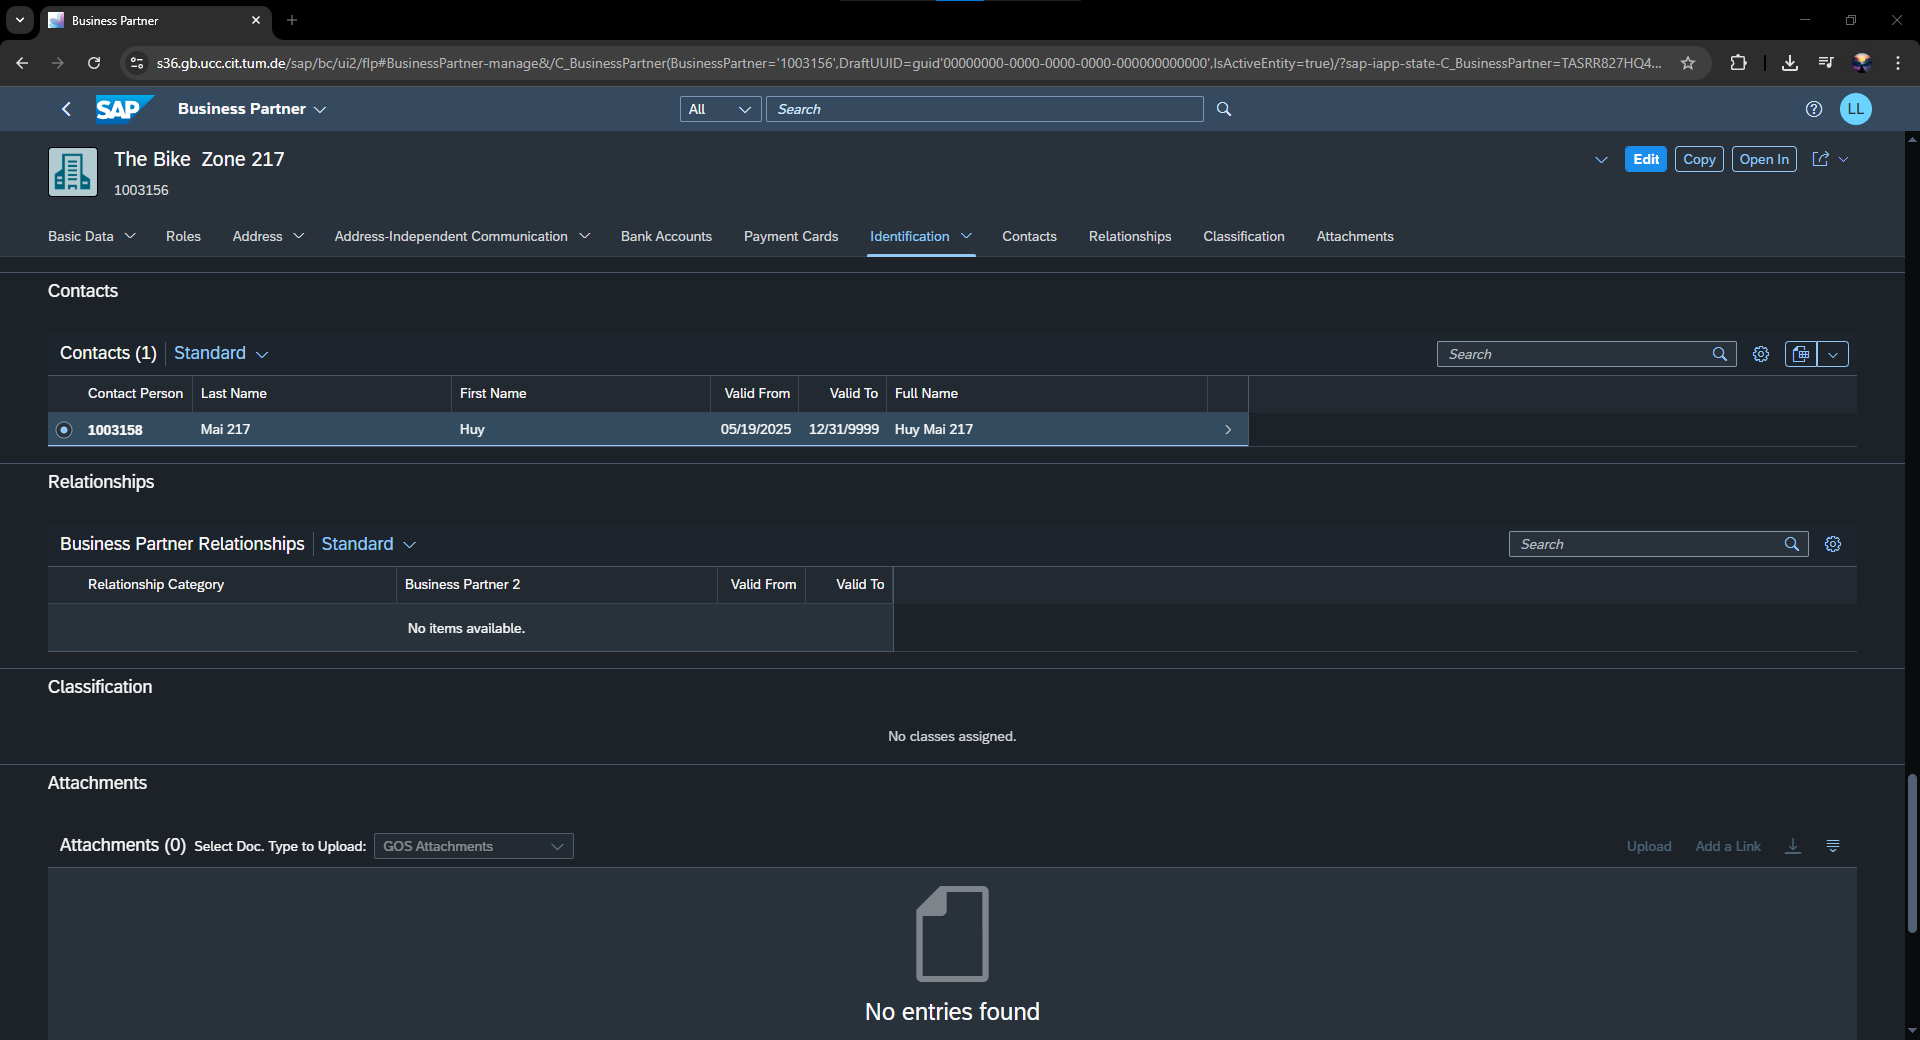 Business Partner
s36.gb.ucc.cit.tum.de/sap/bc/ui2/flp#BusinessPartner-manage&/C_BusinessPartner(BusinessPartner='1003156',DraftUUID=guid'00000000-0000-0000-0000-000000000000',IsActiveEntity=true)/?sap-iapp-state-C_BusinessPartner=TASRR827HQ4...
SAP Business Partner All Search LL
The Bike Zone 217 Edit Copy Open In
1003156
Basic Data Roles Address Address-Independent Communication Bank Accounts Payment Cards Identification Contacts Relationships Classification Attachments
Contacts
Contacts (1) Standard Search
Contact Person Last Name First Name Valid From Valid To Full Name
1003158 Mai 217 Huy 05/19/2025 12/31/9999 Huy Mai 217
Relationships
Business Partner Relationships Standard Search
Relationship Category Business Partner 2 Valid From Valid To
No items available.
Classification
No classes assigned.
Attachments
Attachments (0) Select Doc. Type to Upload: GOS Attachments Upload Add a Link
No entries found